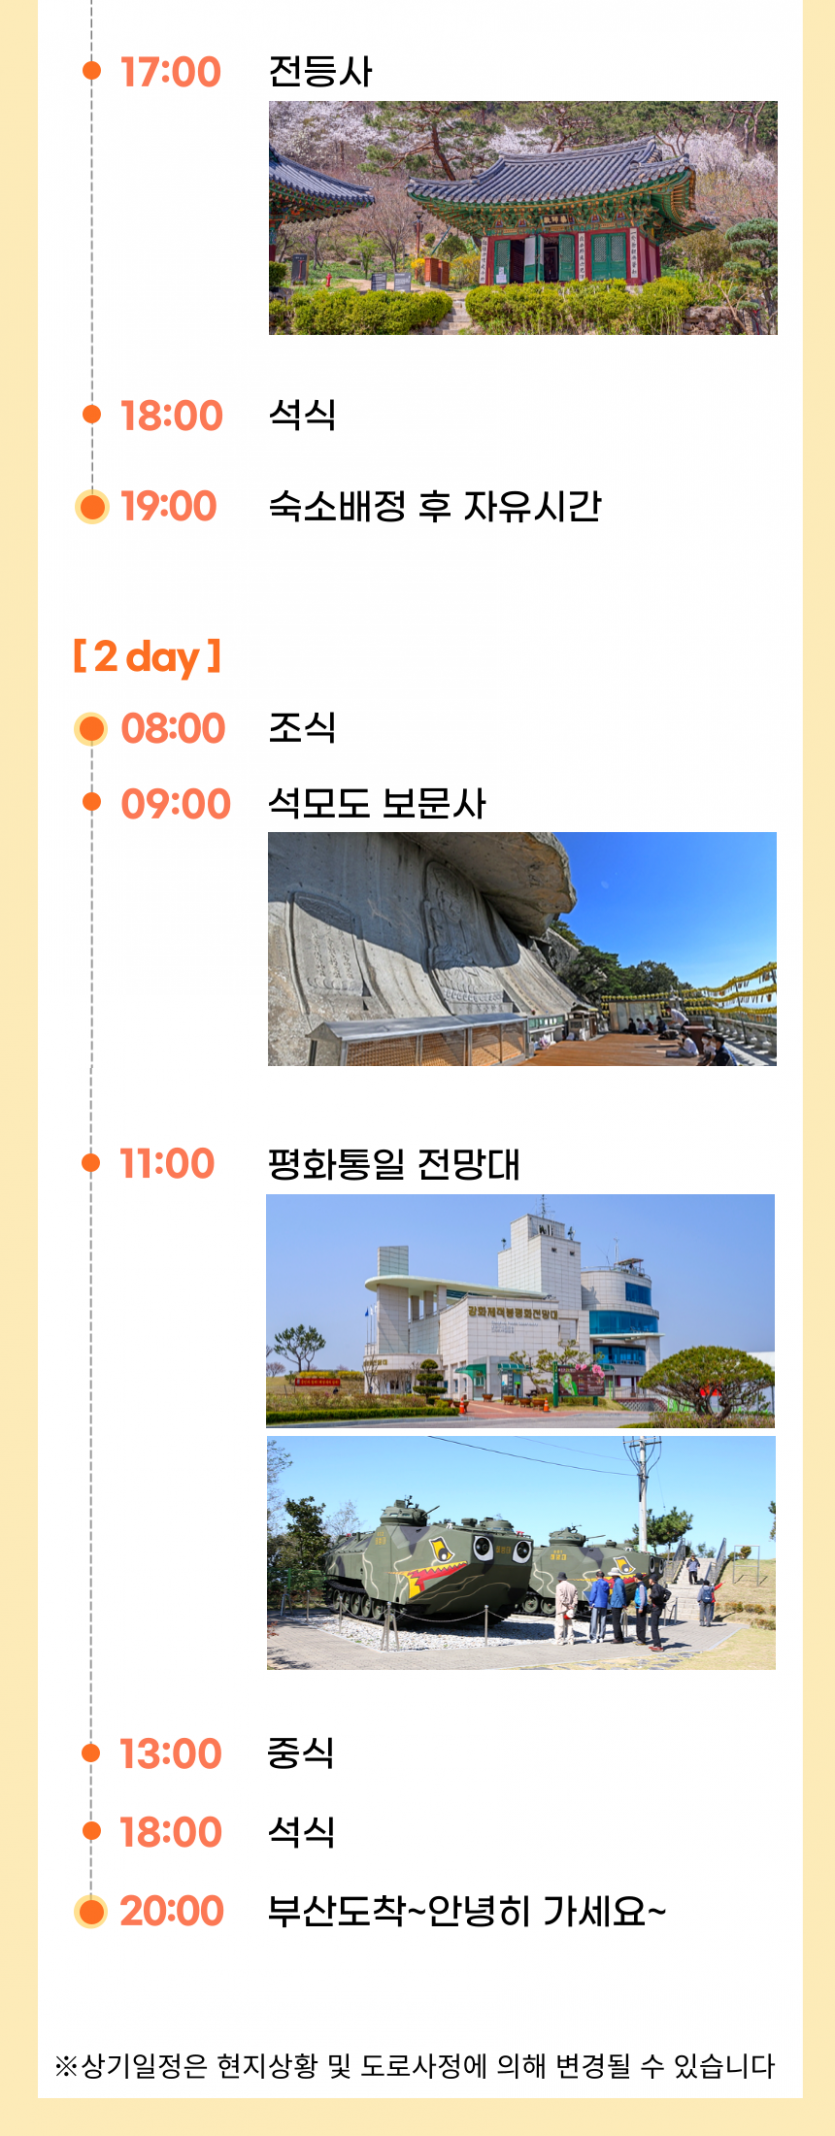 17:00 전등사
18:00 석식
19:00 숙소배정 후 자유시간
[ 2 day ]
08:00 조식
09:00 석모도 보문사
11:00 평화통일 전망대
강화제적봉평화전망대
13:00 중식
18:00 석식
20:00 부산도착~안녕히 가세요~
※상기일정은 현지상황 및 도로사정에 의해 변경될 수 있습니다